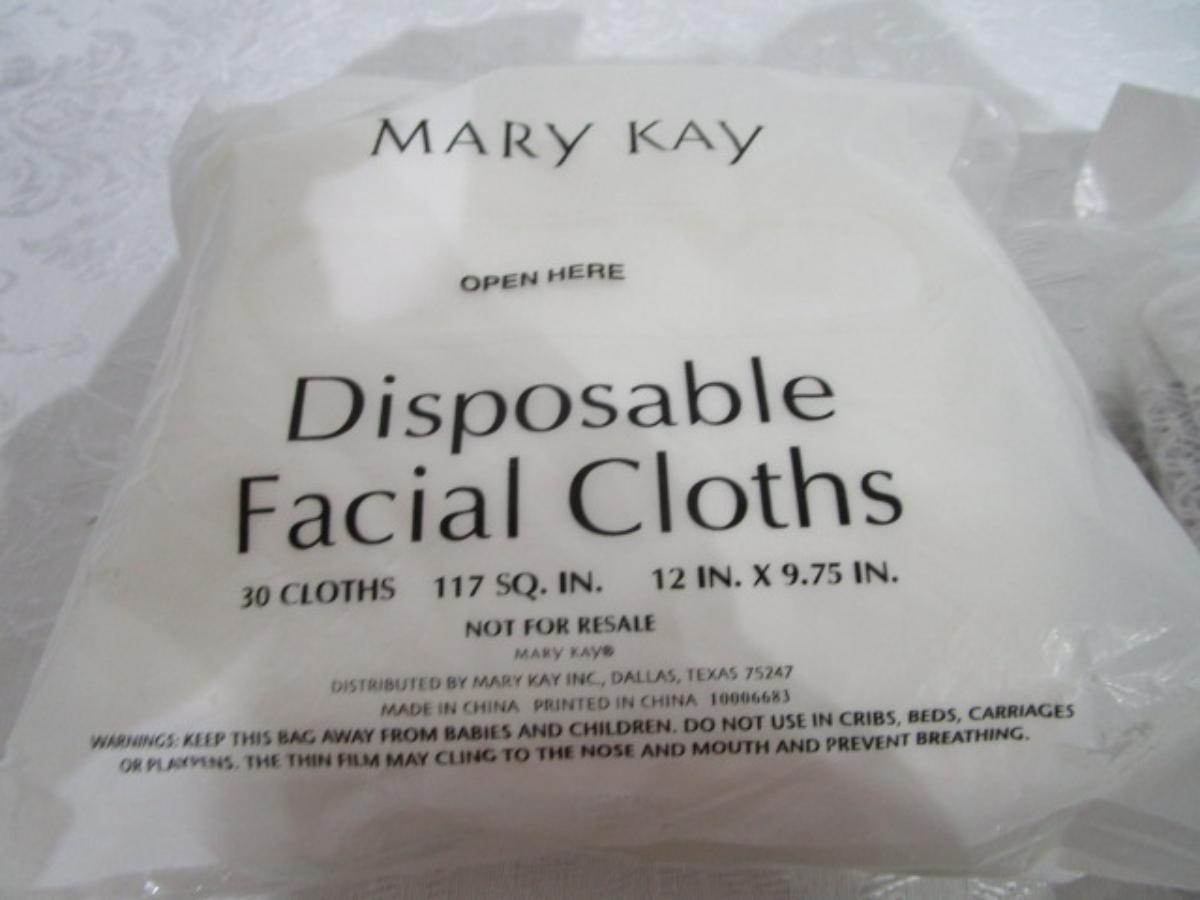 MARY KAY
OPEN HERE
Disposable
Facial Cloths
30 CLOTHS 117 SQ. IN. 12 IN. X 9.75 IN.
NOT FOR RESALE
MARY KAY®
DISTRIBUTED BY MARY KAY INC., DALLAS, TEXAS 75247
MADE IN CHINA PRINTED IN CHINA 10006683
WARNINGS: KEEP THIS BAG AWAY FROM BABIES AND CHILDREN. DO NOT USE IN CRIBS, BEDS, CARRIAGES
OR PLAYPENS. THE THIN FILM MAY CLING TO THE NOSE AND MOUTH AND PREVENT BREATHING.